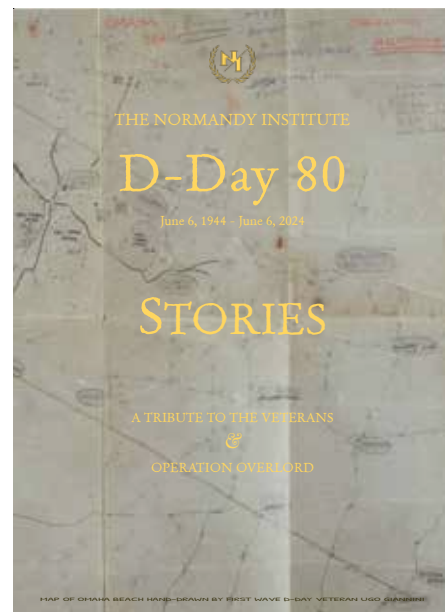 THE NORMANDY INSTITUTE
D-Day 80
June 6, 1944 - June 6, 2024
STORIES
A TRIBUTE TO THE VETERANS
&
OPERATION OVERLORD
MAP OF OMAHA BEACH HAND-DRAWN BY FIRST WAVE D-DAY VETERAN UGO GIANNINI